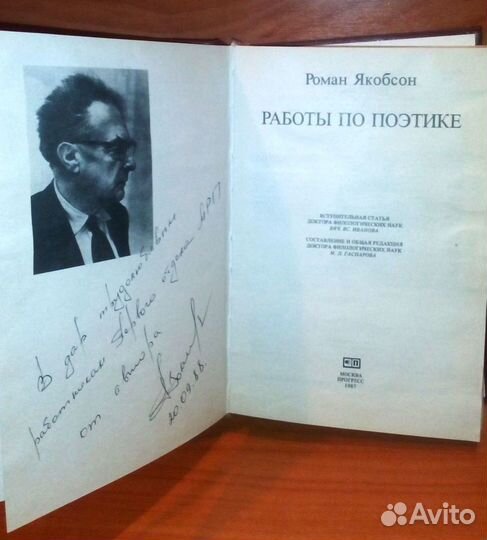 В дар трудолюбивым
работникам Первого отдела МРП
от автора
20.09.88.
Роман Якобсон
РАБОТЫ ПО ПОЭТИКЕ
ВСТУПИТЕЛЬНАЯ СТАТЬЯ
ДОКТОРА ФИЛОЛОГИЧЕСКИХ НАУК
ВЯЧ. ВС. ИВАНОВА
СОСТАВЛЕНИЕ И ОБЩАЯ РЕДАКЦИЯ
ДОКТОРА ФИЛОЛОГИЧЕСКИХ НАУК
М. Л. ГАСПАРОВА
МОСКВА
ПРОГРЕСС
1987
Avito